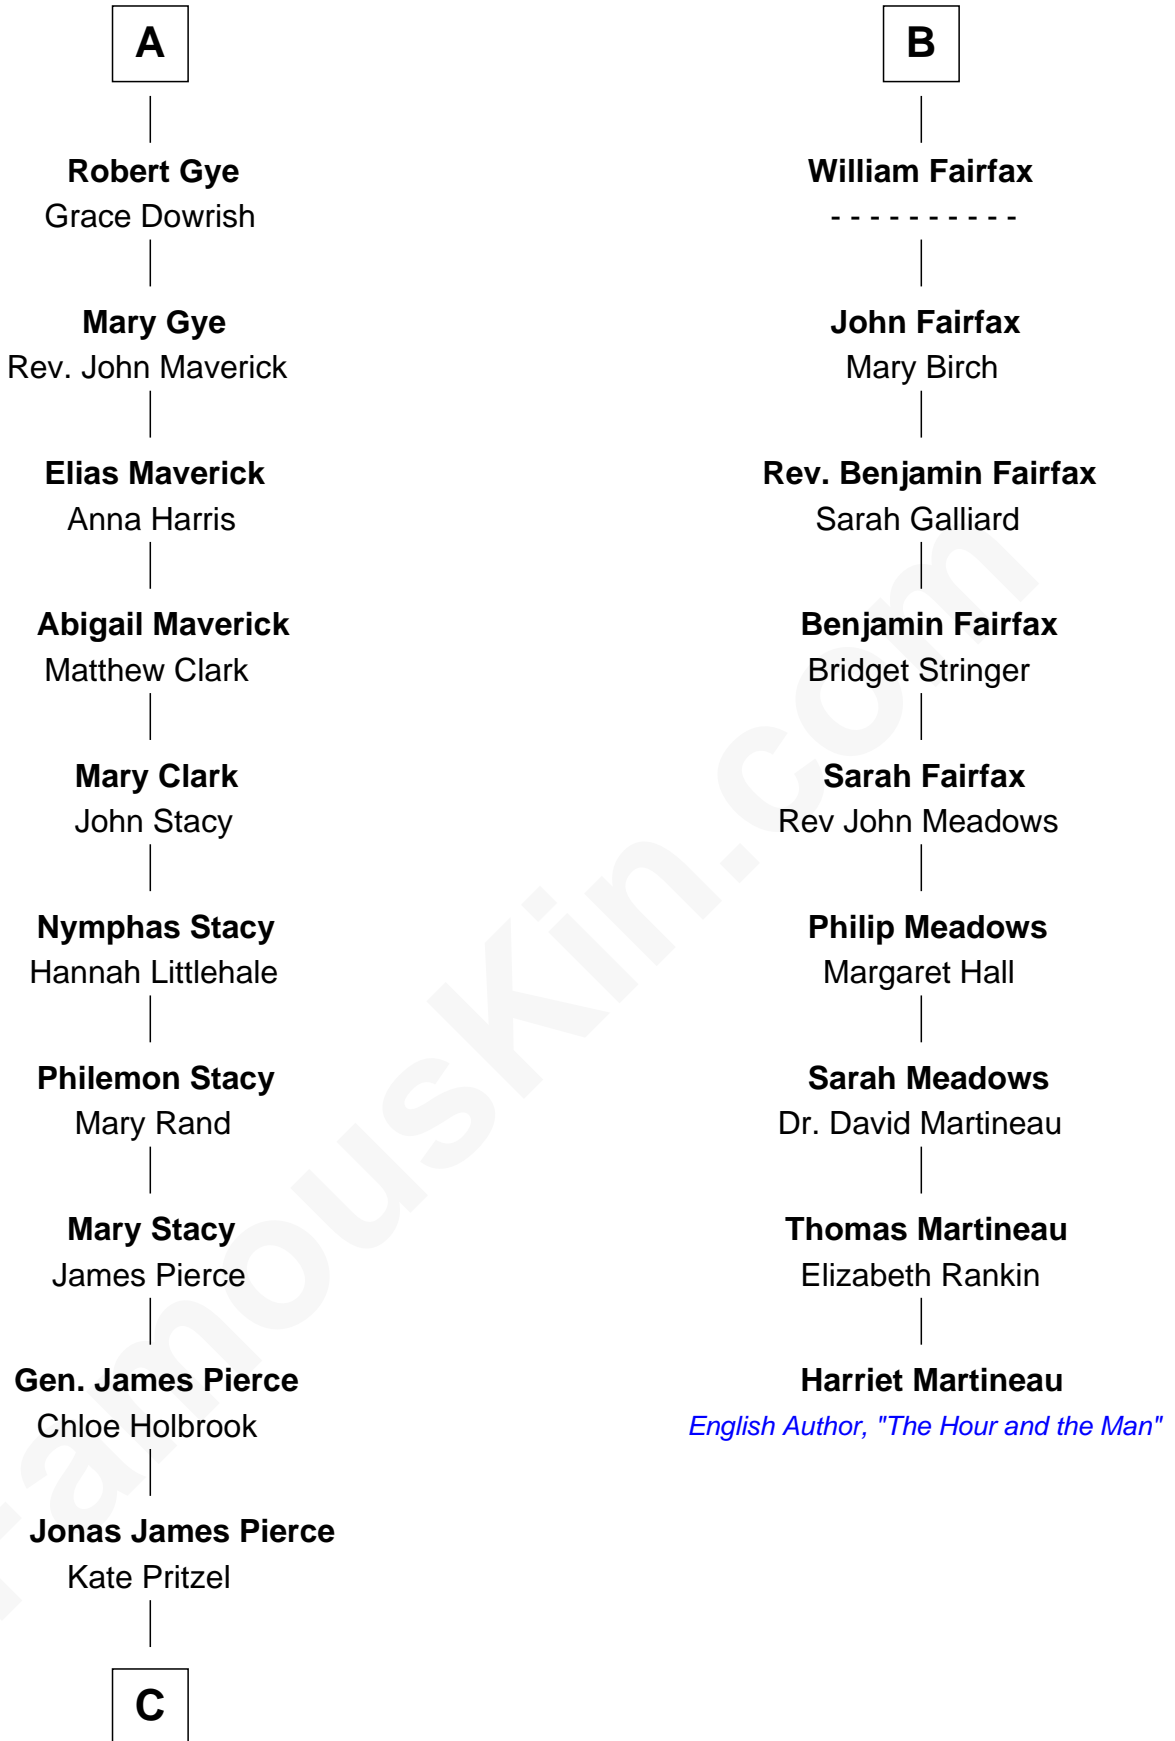 A
Robert Gye
Grace Dowrish
Mary Gye
Rev. John Maverick
Elias Maverick
Anna Harris
Abigail Maverick
Matthew Clark
Mary Clark
John Stacy
Nymphas Stacy
Hannah Littlehale
Philemon Stacy
Mary Rand
Mary Stacy
James Pierce
Gen. James Pierce
Chloe Holbrook
Jonas James Pierce
Kate Pritzel
C
B
William Fairfax
- - - - - - - - - -
John Fairfax
Mary Birch
Rev. Benjamin Fairfax
Sarah Galliard
Benjamin Fairfax
Bridget Stringer
Sarah Fairfax
Rev John Meadows
Philip Meadows
Margaret Hall
Sarah Meadows
Dr. David Martineau
Thomas Martineau
Elizabeth Rankin
Harriet Martineau
English Author, "The Hour and the Man"
FamousKin.com